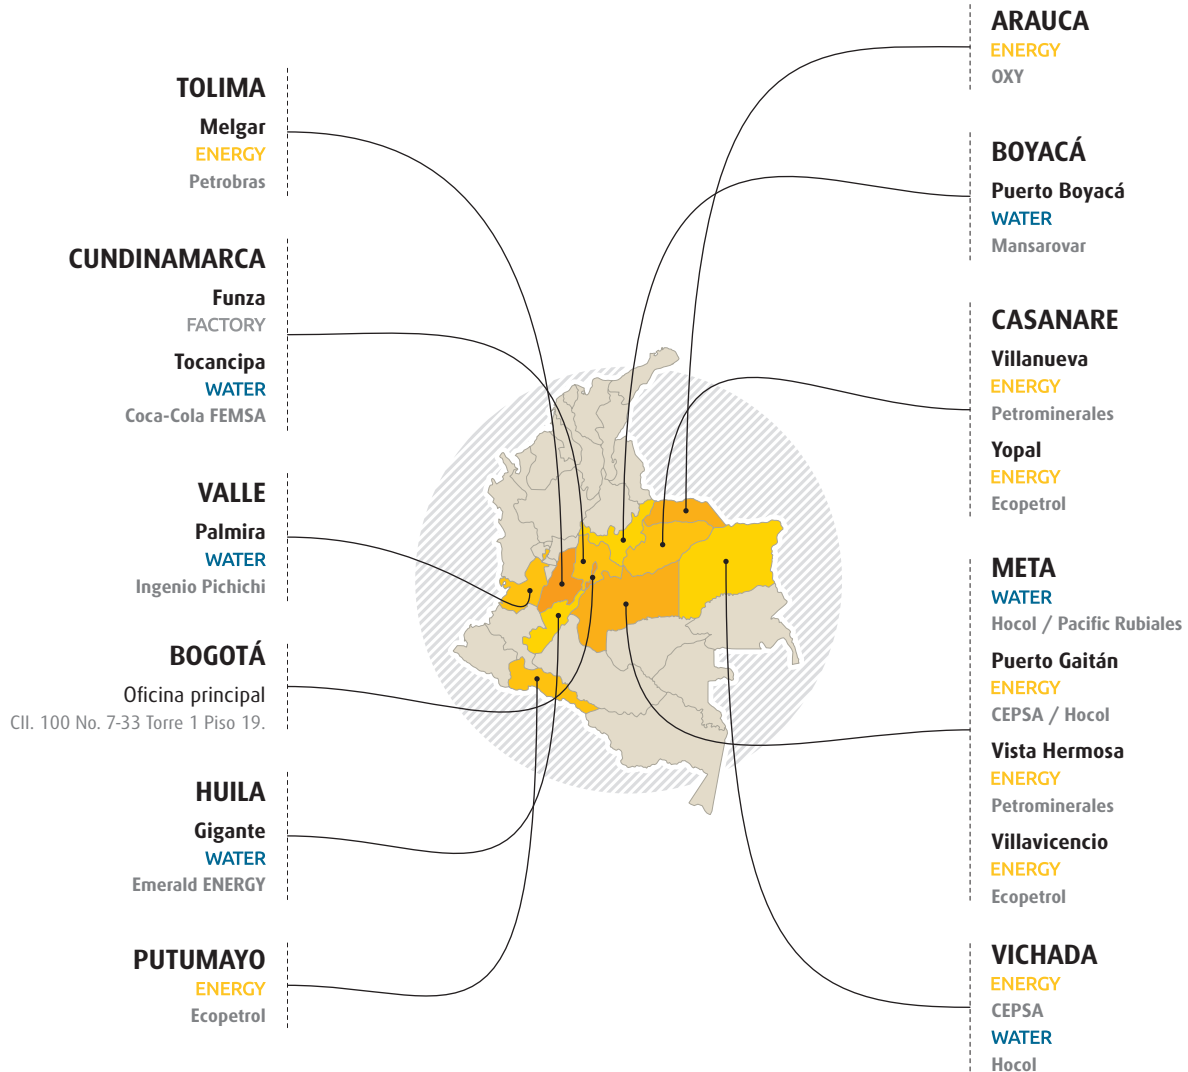 TOLIMA
Melgar
ENERGY
Petrobras
CUNDINAMARCA
Funza
FACTORY
Tocancipa
WATER
Coca-Cola FEMSA
VALLE
Palmira
WATER
Ingenio Pichichi
BOGOTÁ
Oficina principal
Cll. 100 No. 7-33 Torre 1 Piso 19.
HUILA
Gigante
WATER
Emerald ENERGY
PUTUMAYO
ENERGY
Ecopetrol
ARAUCA
ENERGY
OXY
BOYACÁ
Puerto Boyacá
WATER
Mansarovar
CASANARE
Villanueva
ENERGY
Petrominerales
Yopal
ENERGY
Ecopetrol
META
WATER
Hocol / Pacific Rubiales
Puerto Gaitán
ENERGY
CEPSA / Hocol
Vista Hermosa
ENERGY
Petrominerales
Villavicencio
ENERGY
Ecopetrol
VICHADA
ENERGY
CEPSA
WATER
Hocol